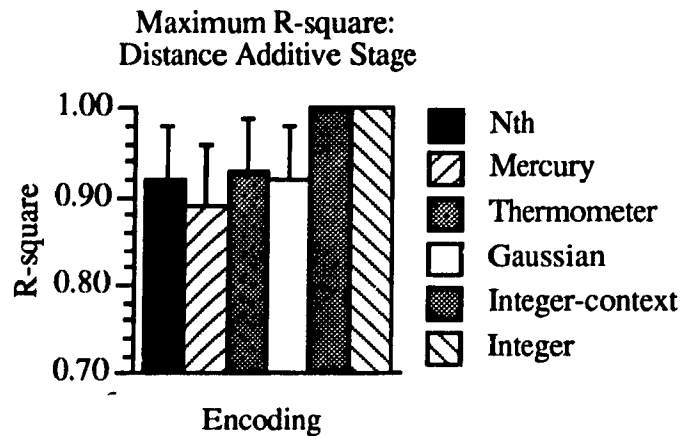 Maximum R-square:
Distance Additive Stage
1.00
0.90
0.80
0.70
R-square
Encoding
Nth
Mercury
Thermometer
Gaussian
Integer-context
Integer